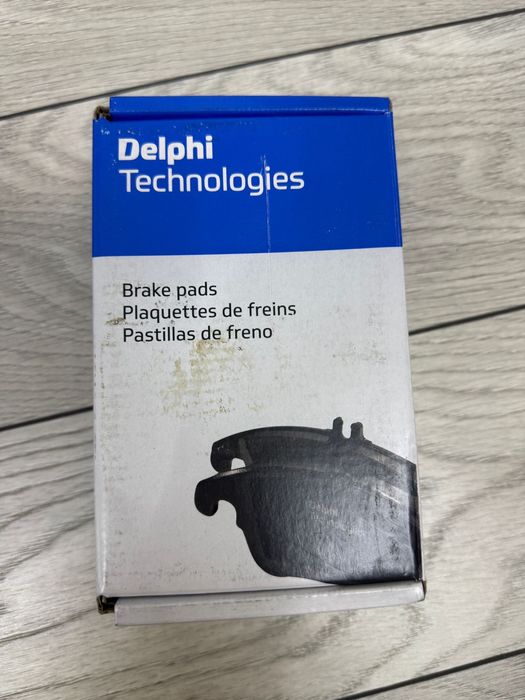 Delphi
Technologies
Brake pads
Plaquettes de freins
Pastillas de freno